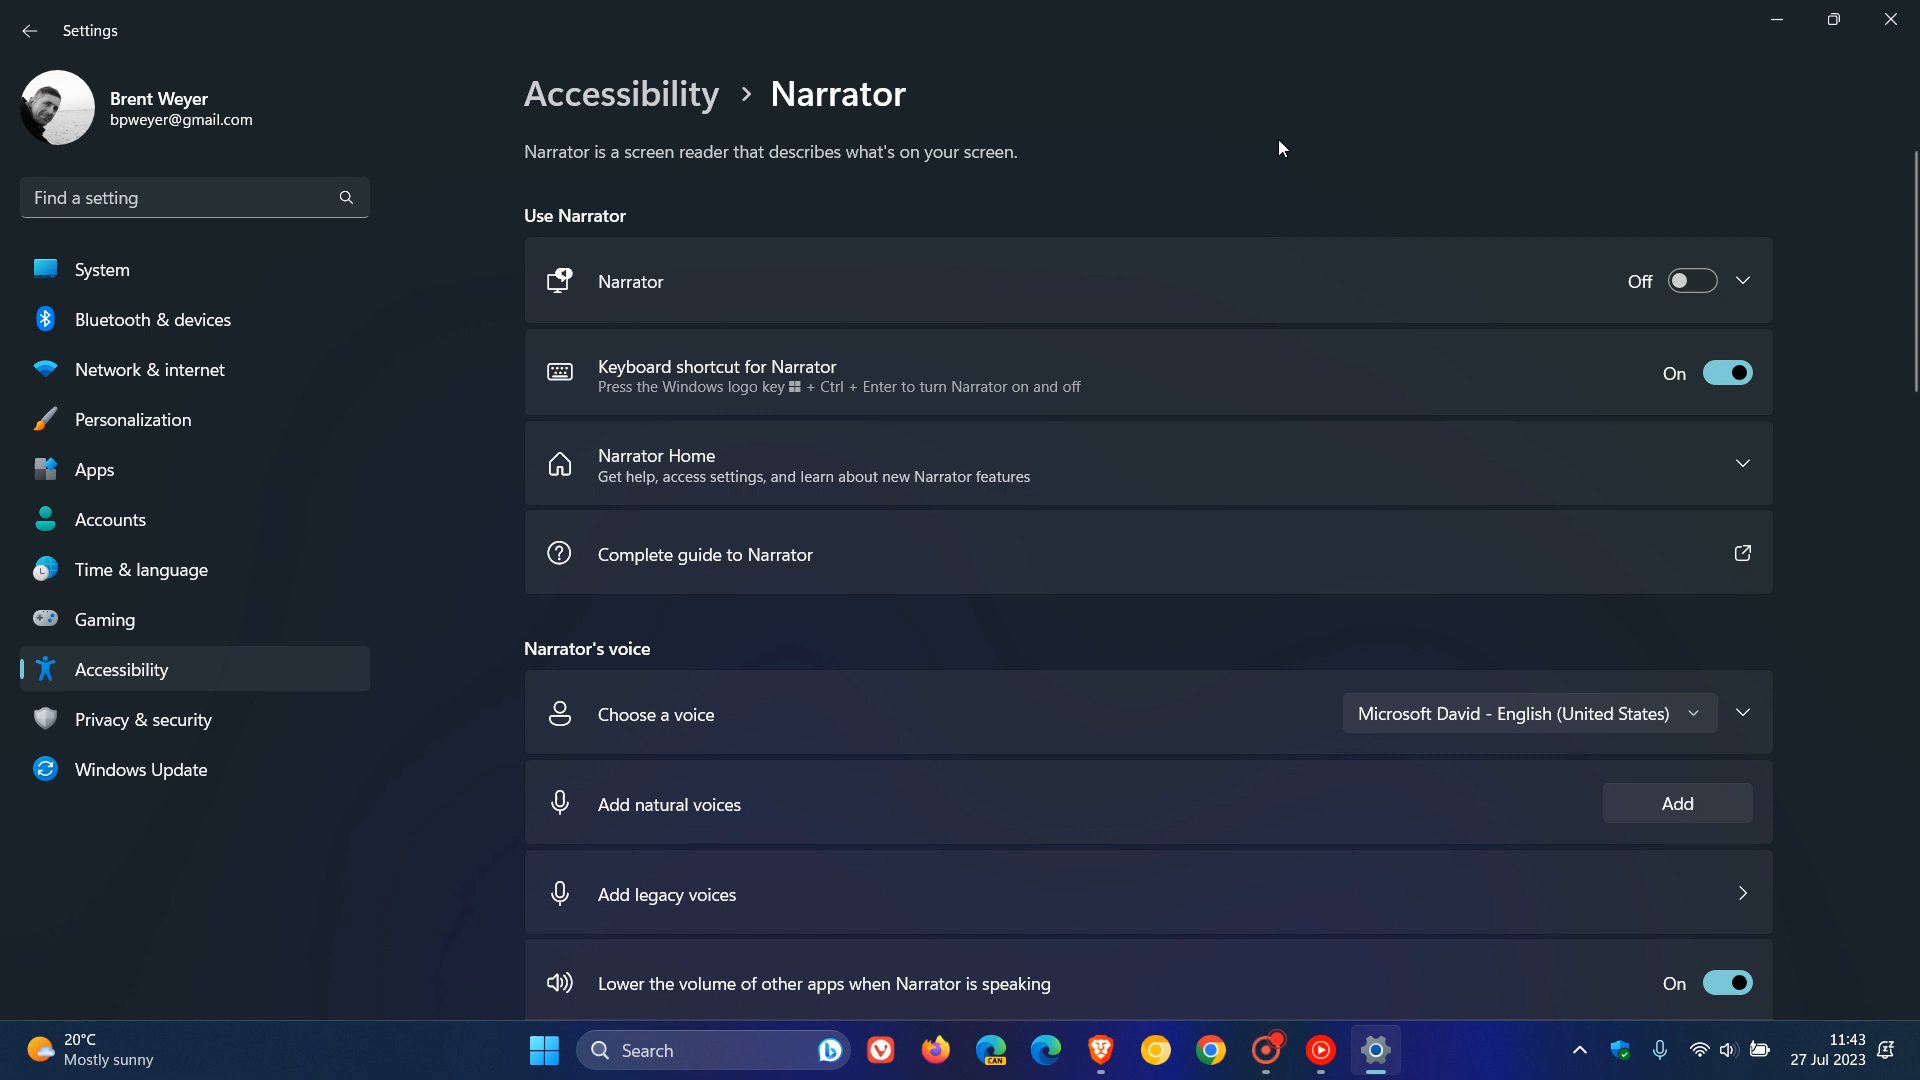 Settings
Brent Weyer
bpweyer@gmail.com
Find a setting
System
Bluetooth & devices
Network & internet
Personalization
Apps
Accounts
Time & language
Gaming
Accessibility
Privacy & security
Windows Update
Accessibility > Narrator
Narrator is a screen reader that describes what's on your screen.
Use Narrator
Narrator Off
Keyboard shortcut for Narrator
Press the Windows logo key + Ctrl + Enter to turn Narrator on and off
On
Narrator Home
Get help, access settings, and learn about new Narrator features
Complete guide to Narrator
Narrator's voice
Choose a voice Microsoft David - English (United States)
Add natural voices Add
Add legacy voices
Lower the volume of other apps when Narrator is speaking On
20°C
Mostly sunny
Search
CAN
11:43
27 Jul 2023